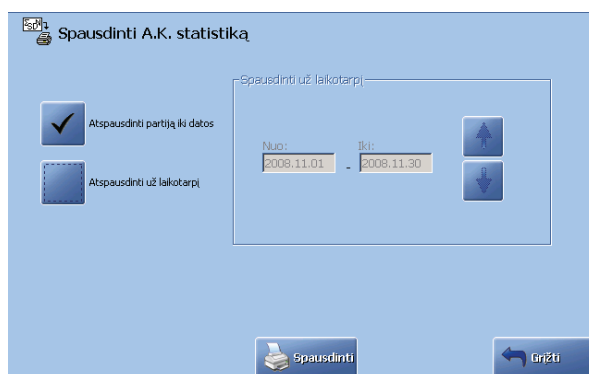 Spausdinti A.K. statistiką
Spausdinti už laikotarpį
Atspausdinti partiją iki datos
Nuo: Iki:
2008.11.01 - 2008.11.30
Atspausdinti už laikotarpį
Spausdinti
Grįžti